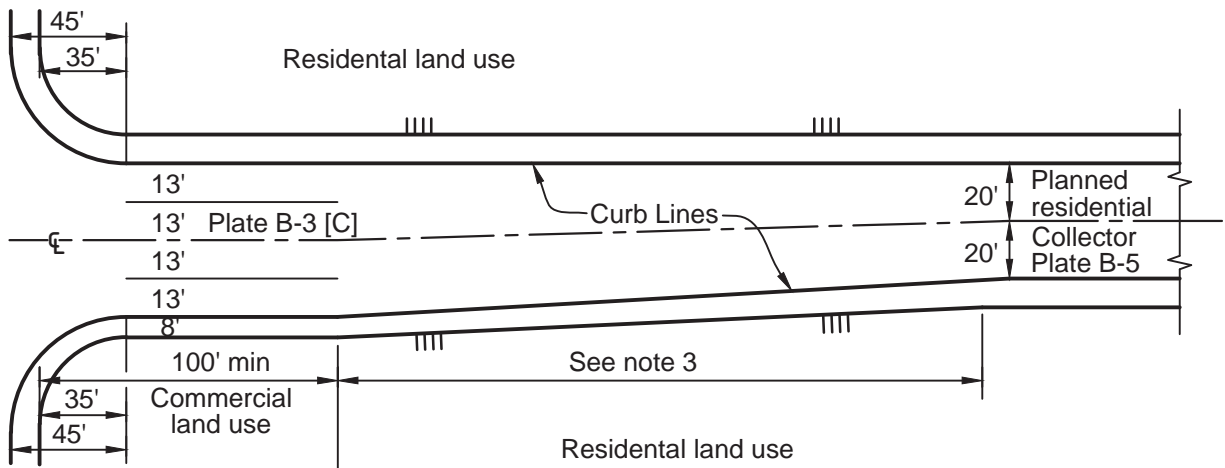 45'
35'
Residental land use
13'
13'
Plate B-3 [C]
℄
13'
13'
8'
Curb Lines
20'
Planned
residential
20'
Collector
Plate B-5
100' min
See note 3
Commercial
land use
35'
45'
Residental land use